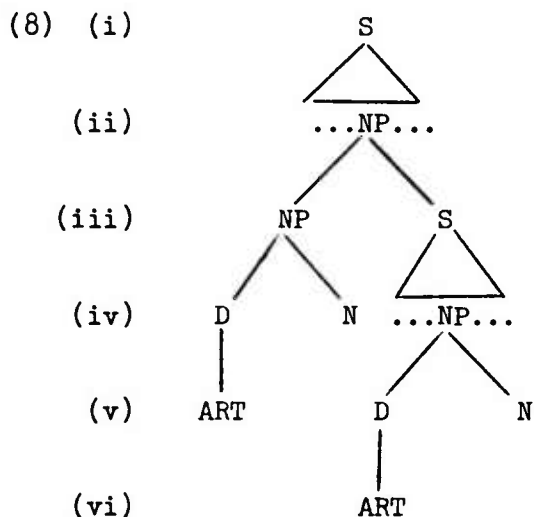 (8) (i) S
(ii) ...NP...
(iii) NP S
(iv) D N ...NP...
(v) ART D N
(vi) ART